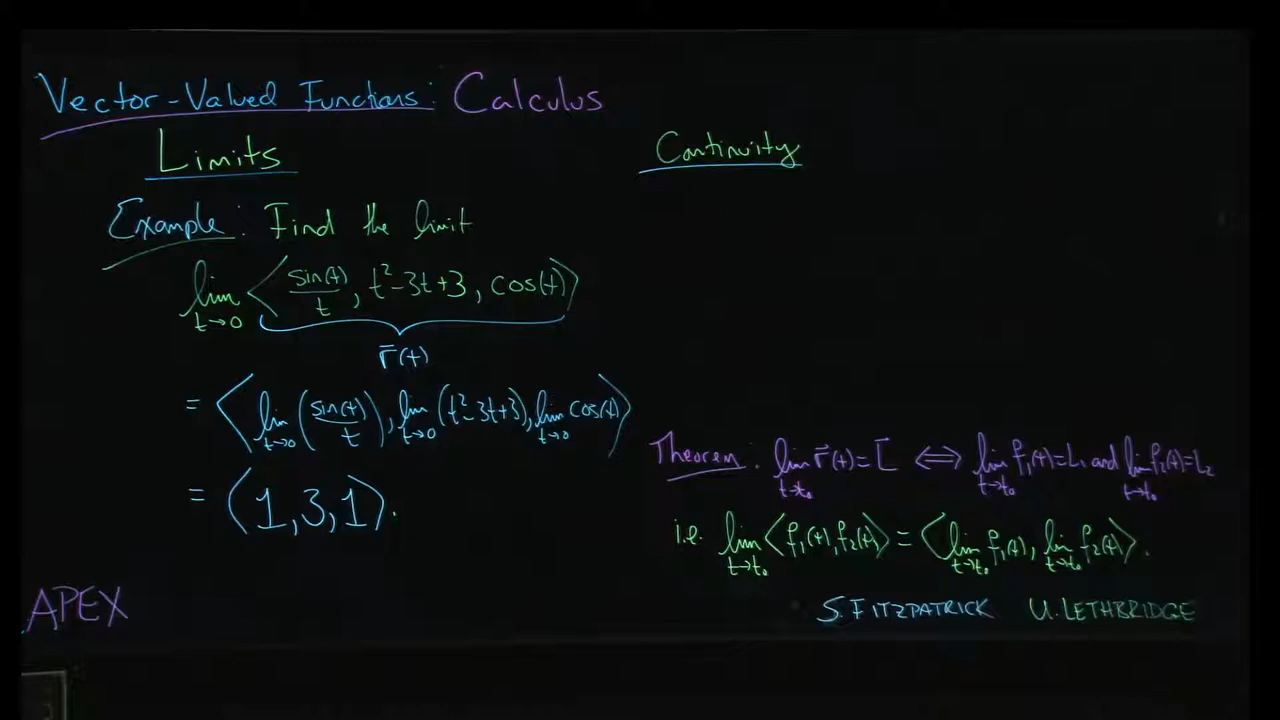 Vector-Valued Functions: Calculus
Limits
Example: Find the limit
lim t→0 ⟨ sin(t)/t, t²-3t+3, cos(t) ⟩
r̄(t)
= ⟨ lim t→0 (sin(t)/t), lim t→0 (t²-3t+3), lim t→0 cos(t) ⟩
= ⟨1,3,1⟩.
APEX
Continuity
Theorem: lim t→t₀ r̄(t) = L̄ ⟺ lim t→t₀ f₁(t)=L₁ and lim t→t₀ f₂(t)=L₂
i.e. lim t→t₀ ⟨f₁(t), f₂(t)⟩ = ⟨lim t→t₀ f₁(t), lim t→t₀ f₂(t)⟩.
S. FITZPATRICK U. LETHBRIDGE